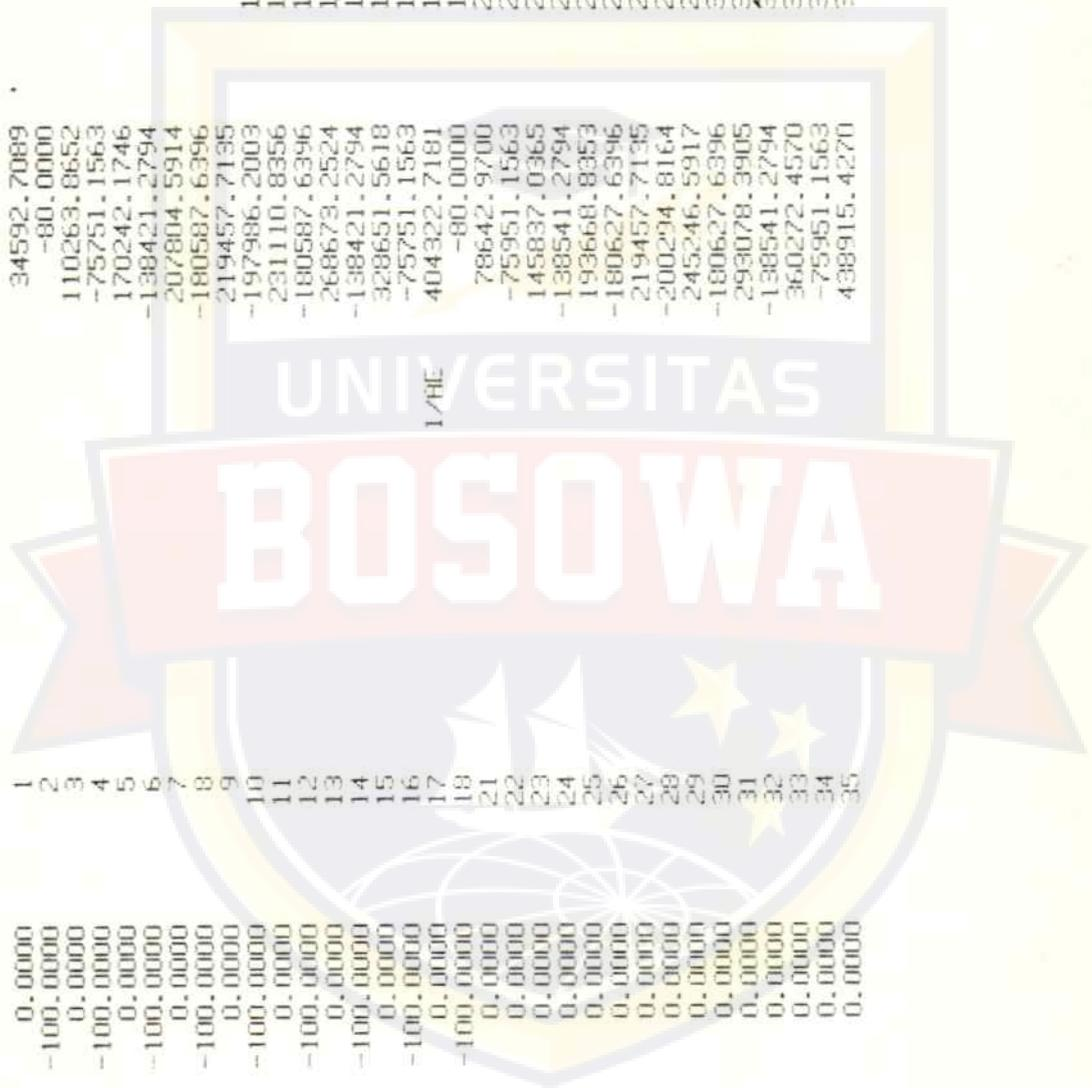 0.0000 1 34592.7089
-100.0000 2 -80.0000
0.0000 3 110263.8652
-100.0000 4 -75751.1563
0.0000 5 170242.1746
-100.0000 6 -138421.2794
0.0000 7 207804.5914
-100.0000 8 -180587.6396
0.0000 9 219457.7135
-100.0000 10 -197986.2003
0.0000 11 231110.8356
-100.0000 12 -180587.6396
0.0000 13 268673.2524
-100.0000 14 -138421.2794
0.0000 15 328651.5618
-100.0000 16 -75751.1563
0.0000 17 1/HE 404322.7181
-100.0000 18 -80.0000
0.0000 21 78642.9700
0.0000 22 -75951.1563
0.0000 23 145837.0365
0.0000 24 -138541.2794
0.0000 25 193668.8353
0.0000 26 -180627.6396
0.0000 27 219457.7135
0.0000 28 -200294.8164
0.0000 29 245246.5917
0.0000 30 -180627.6396
0.0000 31 293078.3905
0.0000 32 -138541.2794
0.0000 33 360272.4570
0.0000 34 -75951.1563
0.0000 35 438915.4270
UNIVERSITAS
BOSOWA